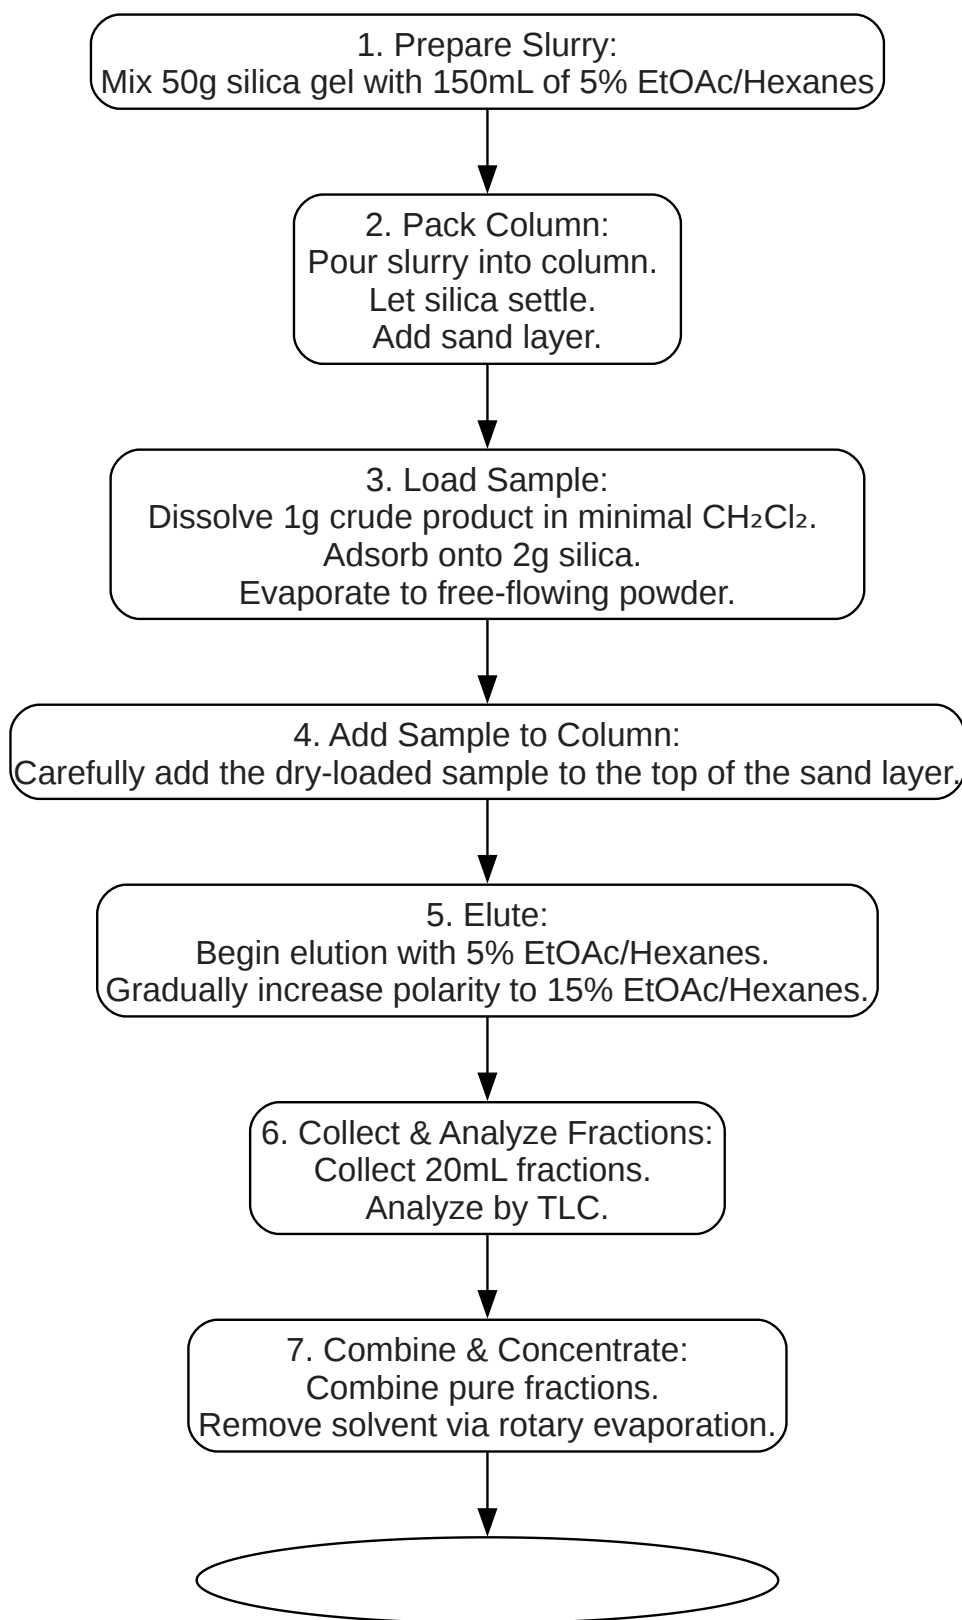 1. Prepare Slurry:
Mix 50g silica gel with 150mL of 5% EtOAc/Hexanes
2. Pack Column:
Pour slurry into column.
Let silica settle.
Add sand layer.
3. Load Sample:
Dissolve 1g crude product in minimal CH₂Cl₂.
Adsorb onto 2g silica.
Evaporate to free-flowing powder.
4. Add Sample to Column:
Carefully add the dry-loaded sample to the top of the sand layer.
5. Elute:
Begin elution with 5% EtOAc/Hexanes.
Gradually increase polarity to 15% EtOAc/Hexanes.
6. Collect & Analyze Fractions:
Collect 20mL fractions.
Analyze by TLC.
7. Combine & Concentrate:
Combine pure fractions.
Remove solvent via rotary evaporation.